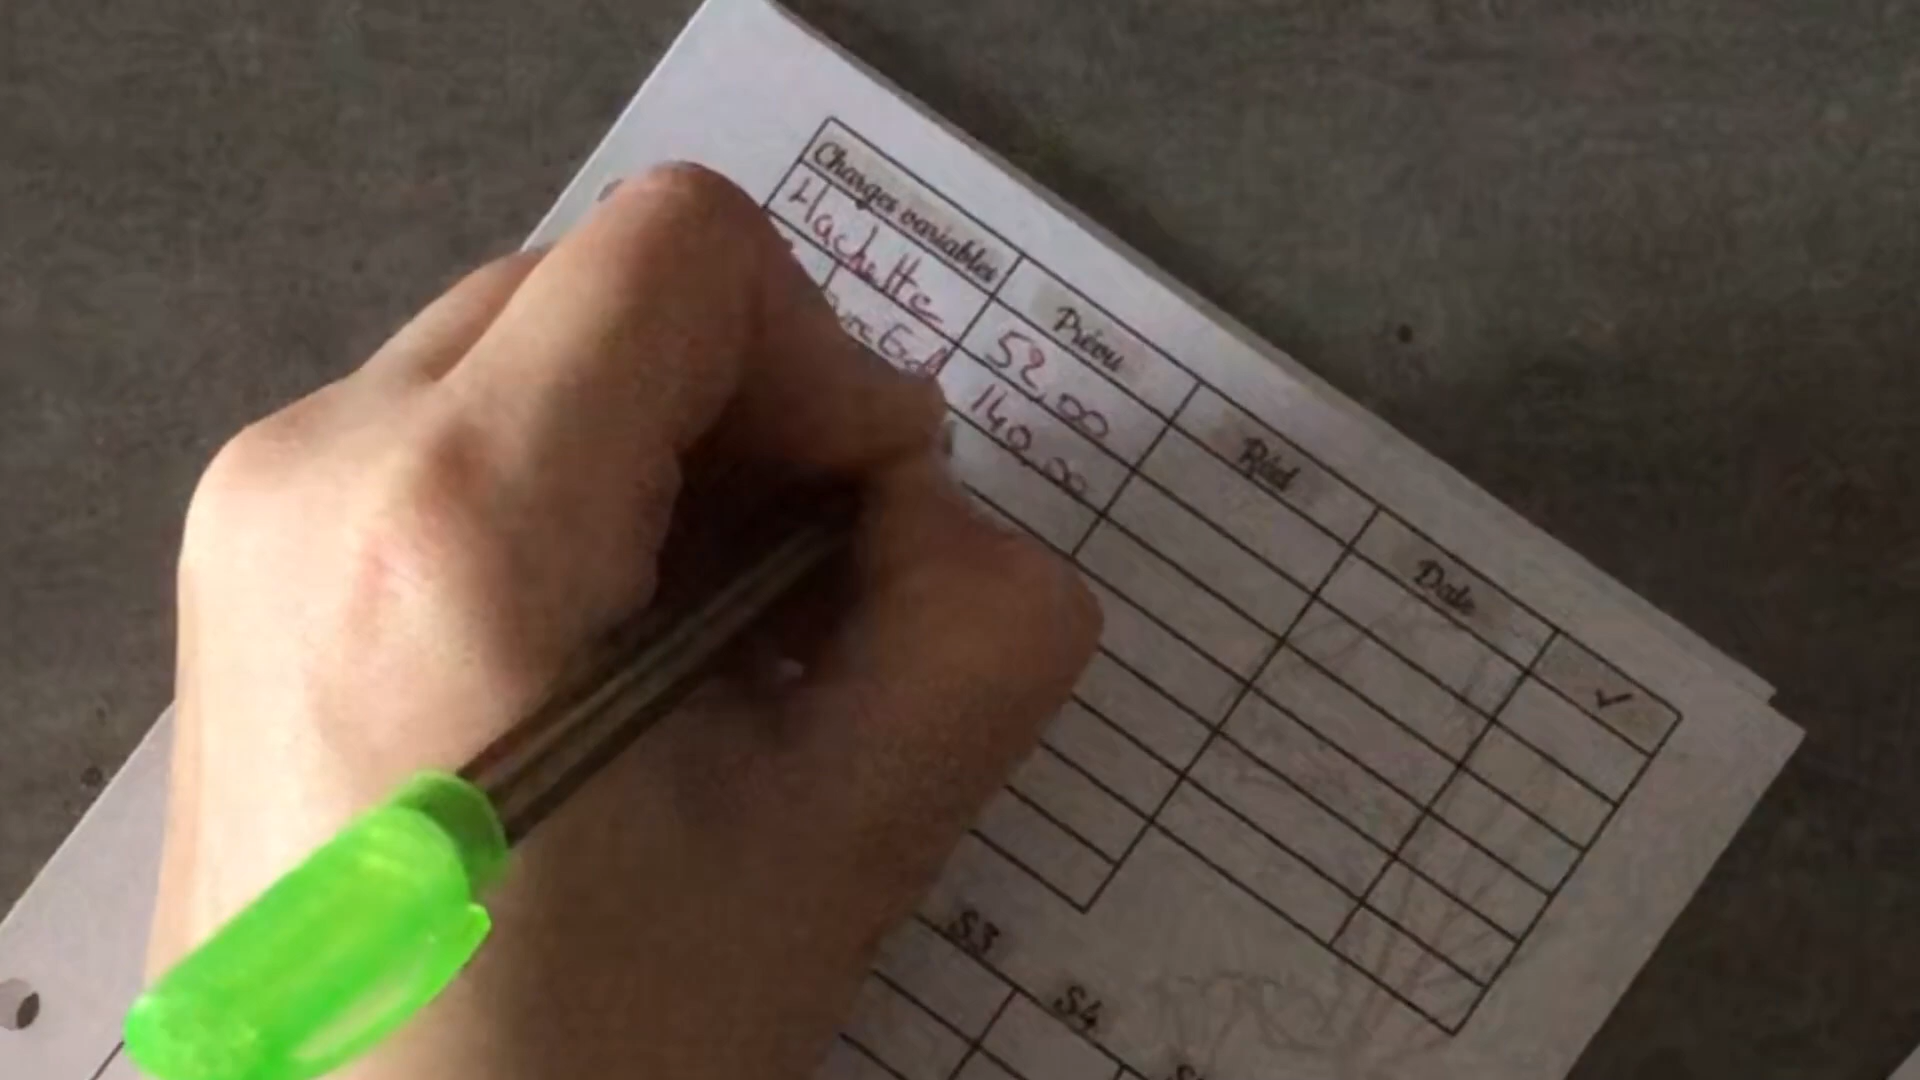 Charges variables Prévu Réel Date ✓
Hachette 52,00
140,00
S3
S4